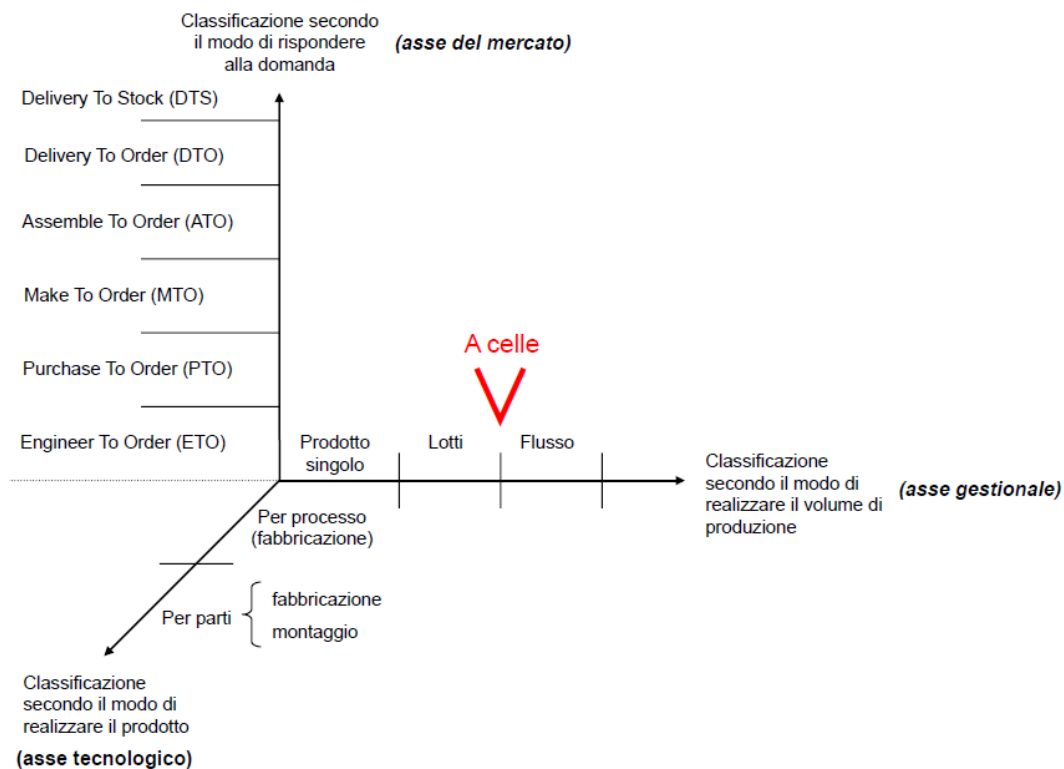 Classificazione secondo
il modo di rispondere
alla domanda
(asse del mercato)
Delivery To Stock (DTS)
Delivery To Order (DTO)
Assemble To Order (ATO)
Make To Order (MTO)
Purchase To Order (PTO)
Engineer To Order (ETO)
A celle
Prodotto
singolo
Lotti
Flusso
Classificazione
secondo il modo di
realizzare il volume di
produzione
(asse gestionale)
Per processo
(fabbricazione)
Per parti
fabbricazione
montaggio
Classificazione
secondo il modo di
realizzare il prodotto
(asse tecnologico)